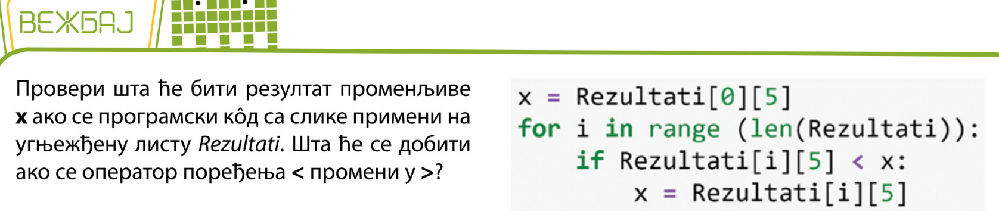 ВЕЖБАЈ
Провери шта ће бити резултат променљиве
x ако се програмски кôд са слике примени на
угњежђену листу Rezultati. Шта ће се добити
ако се оператор поређења < промени у >?
x = Rezultati[0][5]
for i in range (len(Rezultati)):
    if Rezultati[i][5] < x:
        x = Rezultati[i][5]